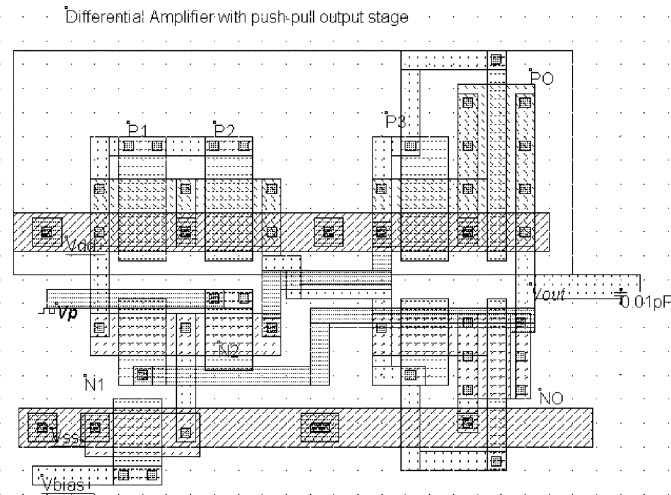 Differential Amplifier with push-pull output stage
PO
P1
P2
P3
Vdd
Vout
0.01pF
Vp
N2
N1
NO
Vss
Vbias